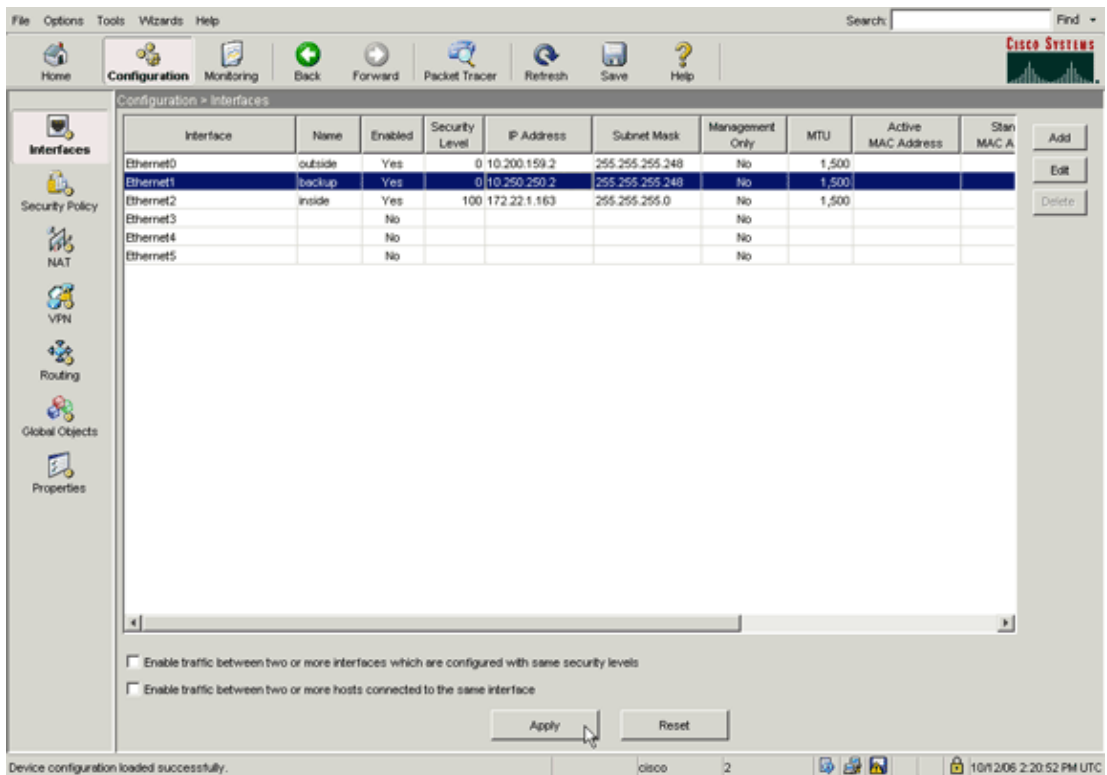 File Options Tools Wizards Help Search: Find
Home Configuration Monitoring Back Forward Packet Tracer Refresh Save Help
CISCO SYSTEMS
Configuration > Interfaces
Interfaces
Security Policy
NAT
VPN
Routing
Global Objects
Properties
Interface Name Enabled Security Level IP Address Subnet Mask Management Only MTU Active MAC Address Stan MAC A
Ethernet0 outside Yes 0 10.200.159.2 255.255.255.248 No 1,500
Ethernet1 backup Yes 0 10.250.250.2 255.255.255.248 No 1,500
Ethernet2 inside Yes 100 172.22.1.163 255.255.255.0 No 1,500
Ethernet3 No No
Ethernet4 No No
Ethernet5 No No
Add
Edit
Delete
Enable traffic between two or more interfaces which are configured with same security levels
Enable traffic between two or more hosts connected to the same interface
Apply Reset
Device configuration loaded successfully. cisco 2 10/12/06 2:20:52 PM UTC